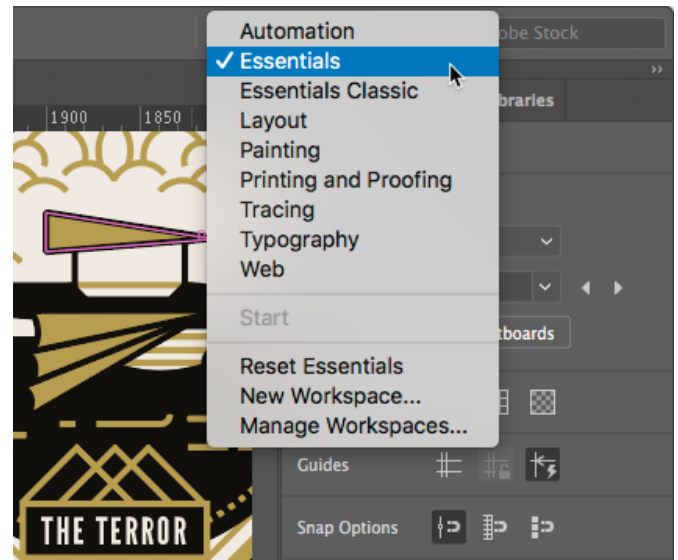 Automation
obe Stock
✓ Essentials
Essentials Classic
braries
1900 1850
Layout
Painting
Printing and Proofing
Tracing
Typography
Web
Start
tboards
Reset Essentials
New Workspace...
Manage Workspaces...
Guides
THE TERROR
Snap Options